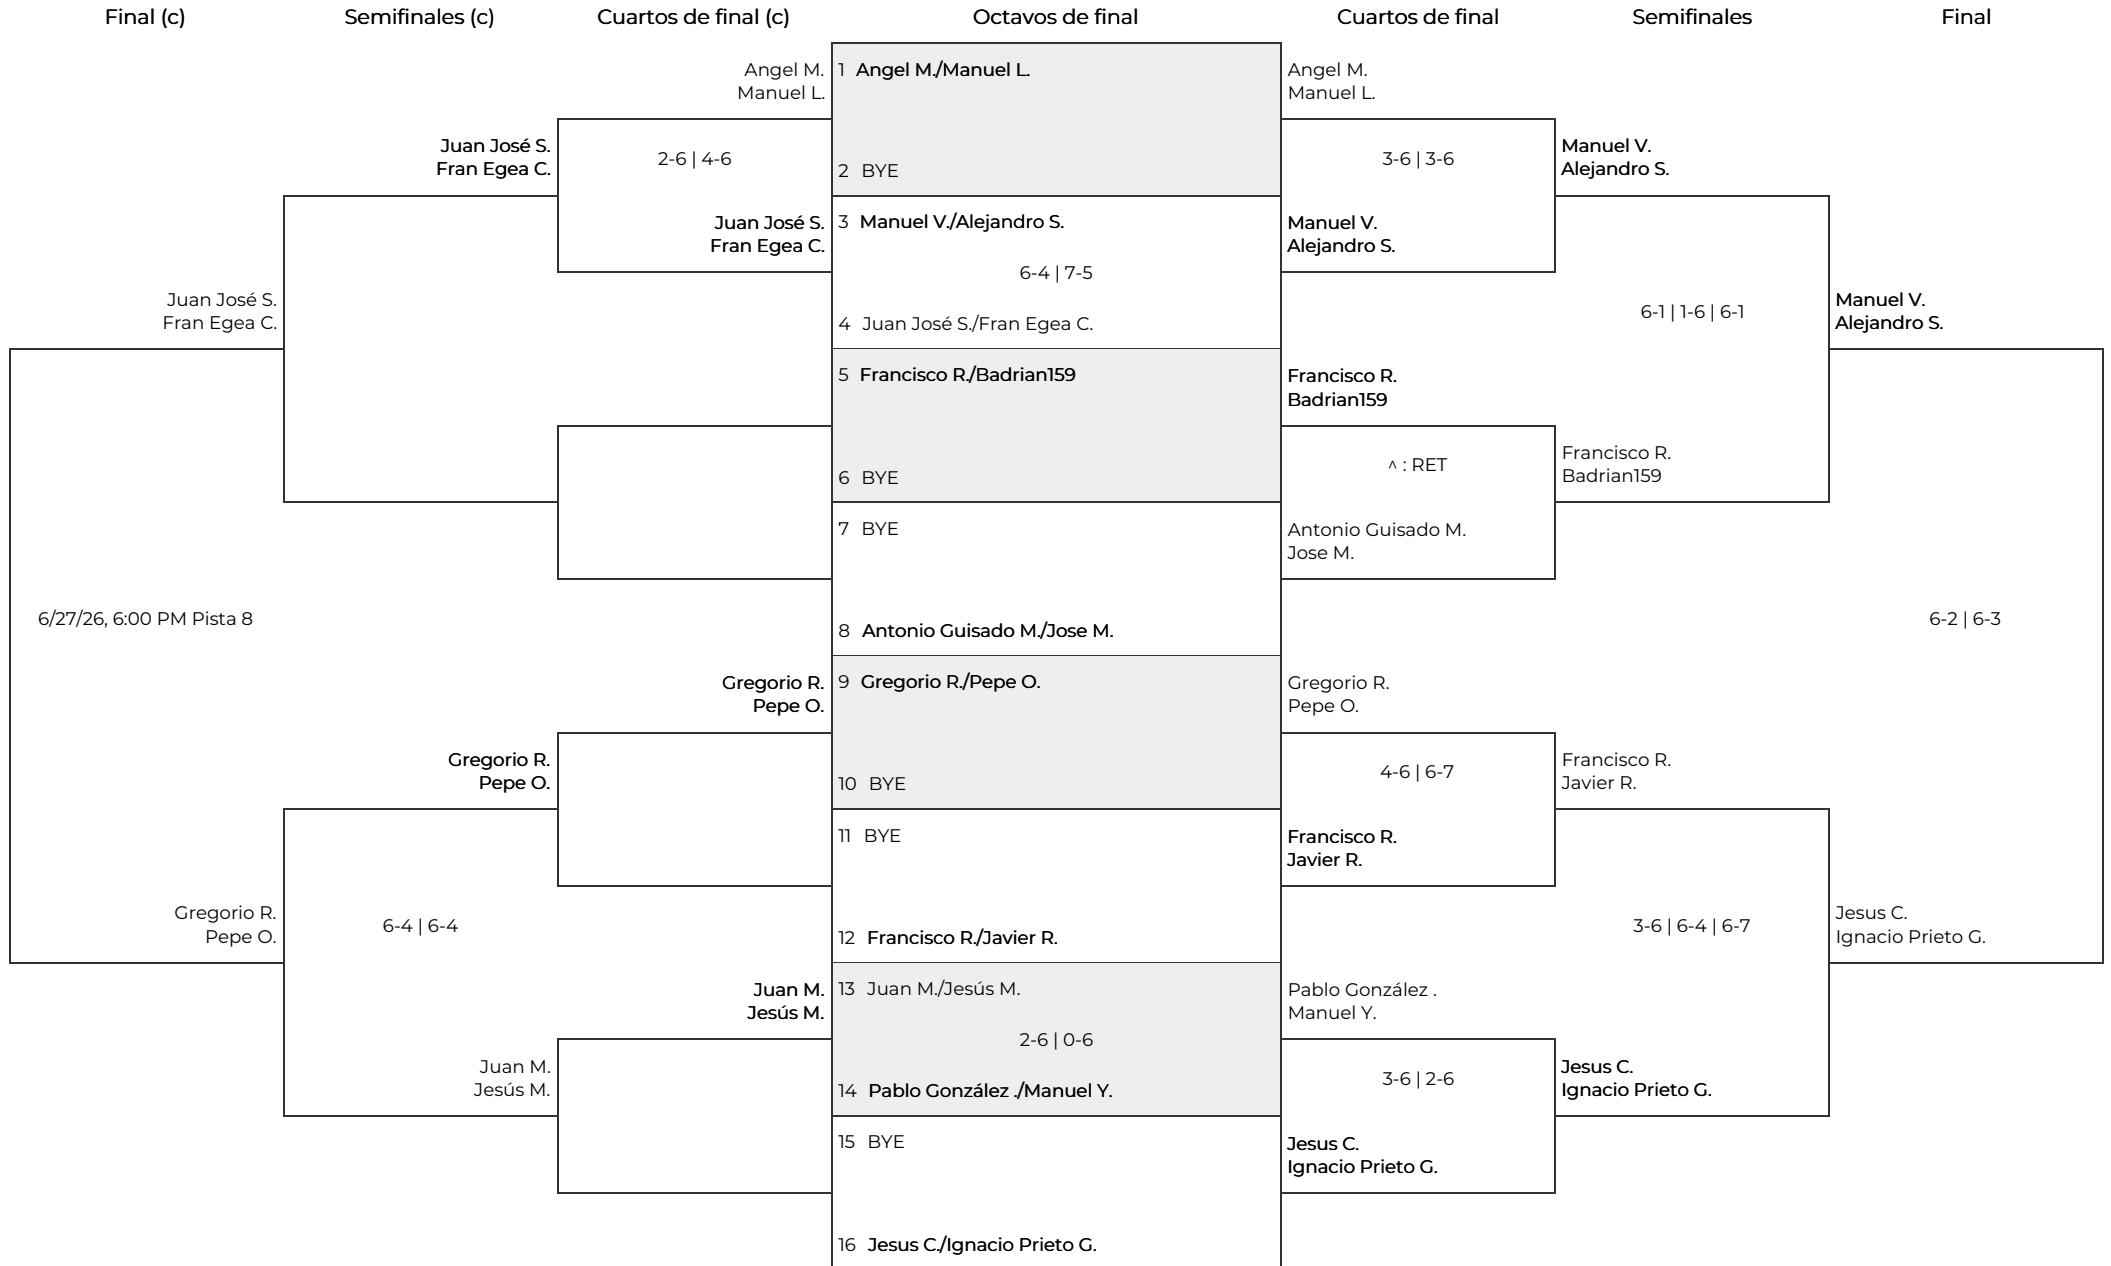 Final (c)
Semifinales (c)
Cuartos de final (c)
Octavos de final
Cuartos de final
Semifinales
Final
Juan José S.
Fran Egea C.
6/27/26, 6:00 PM Pista 8
Gregorio R.
Pepe O.
Juan José S.
Fran Egea C.
Gregorio R.
Pepe O.
6-4 | 6-4
Juan M.
Jesús M.
Angel M.
Manuel L.
2-6 | 4-6
Juan José S.
Fran Egea C.
Gregorio R.
Pepe O.
Juan M.
Jesús M.
1 Angel M./Manuel L.
2 BYE
3 Manuel V./Alejandro S.
6-4 | 7-5
4 Juan José S./Fran Egea C.
5 Francisco R./Badrian159
6 BYE
7 BYE
8 Antonio Guisado M./Jose M.
9 Gregorio R./Pepe O.
10 BYE
11 BYE
12 Francisco R./Javier R.
13 Juan M./Jesús M.
2-6 | 0-6
14 Pablo González ./Manuel Y.
15 BYE
16 Jesus C./Ignacio Prieto G.
Angel M.
Manuel L.
3-6 | 3-6
Manuel V.
Alejandro S.
Francisco R.
Badrian159
^ : RET
Antonio Guisado M.
Jose M.
Gregorio R.
Pepe O.
4-6 | 6-7
Francisco R.
Javier R.
Pablo González .
Manuel Y.
3-6 | 2-6
Jesus C.
Ignacio Prieto G.
Manuel V.
Alejandro S.
6-1 | 1-6 | 6-1
Francisco R.
Badrian159
Francisco R.
Javier R.
3-6 | 6-4 | 6-7
Jesus C.
Ignacio Prieto G.
Manuel V.
Alejandro S.
6-2 | 6-3
Jesus C.
Ignacio Prieto G.